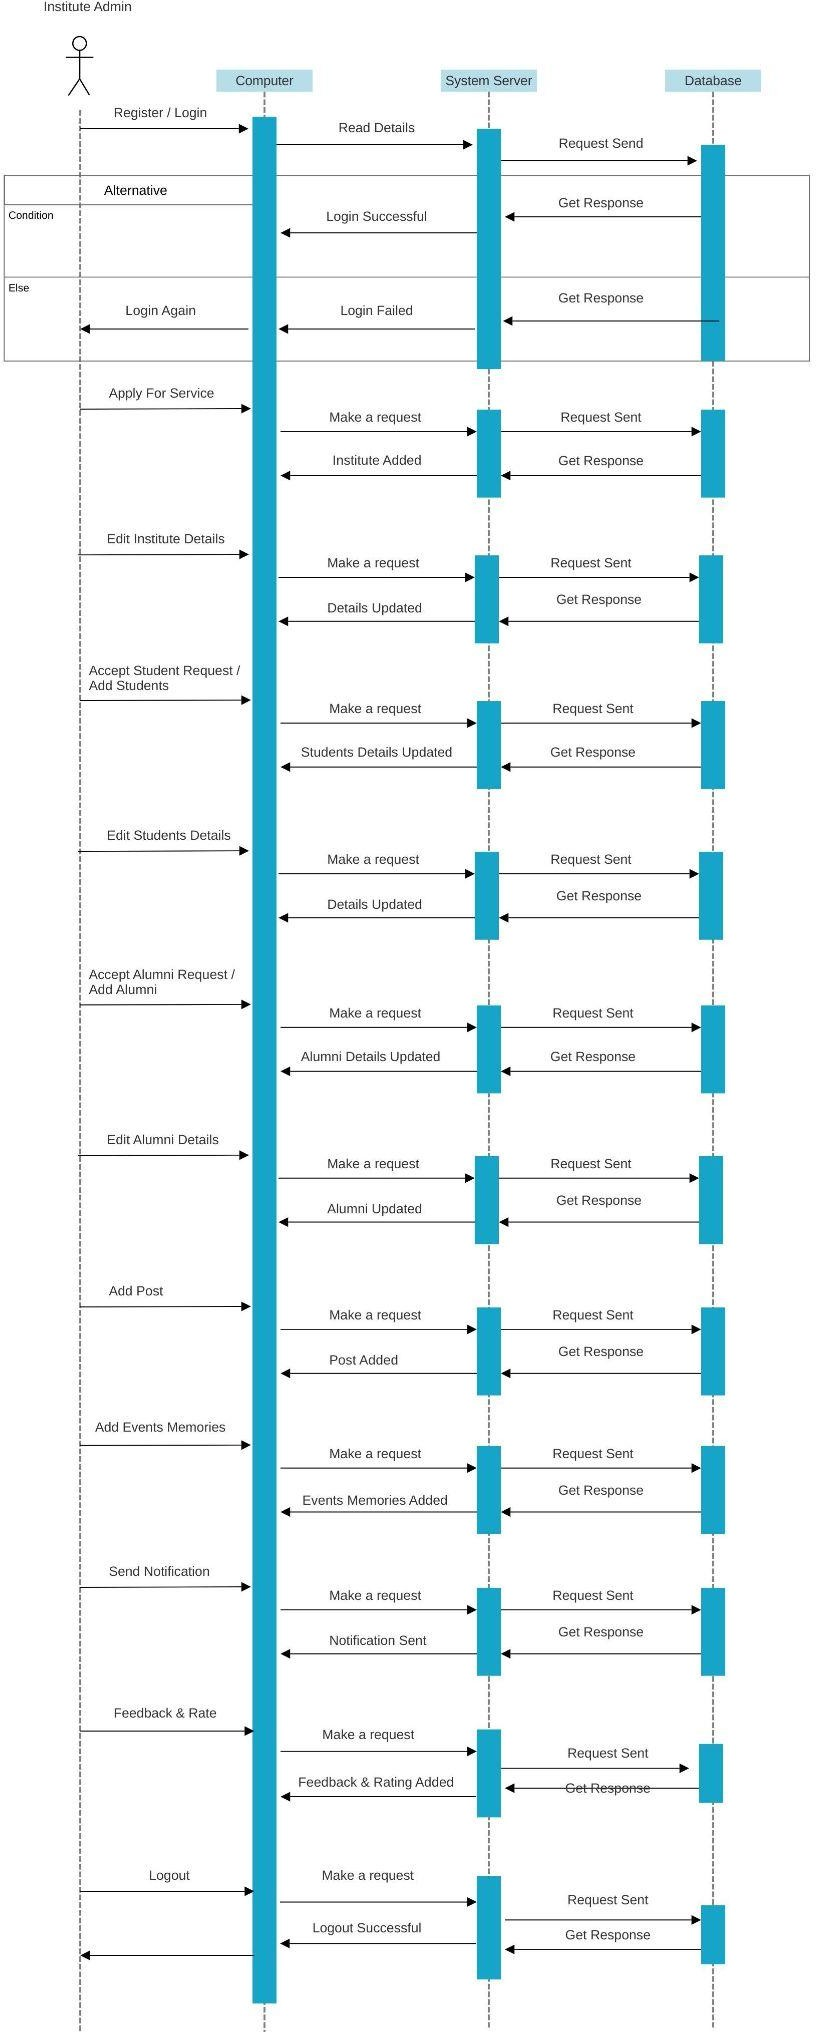 Institute Admin
Computer
System Server
Database
Register / Login
Read Details
Request Send
Alternative
Condition
Get Response
Login Successful
Else
Get Response
Login Again
Login Failed
Apply For Service
Make a request
Request Sent
Institute Added
Get Response
Edit Institute Details
Make a request
Request Sent
Get Response
Details Updated
Accept Student Request /
Add Students
Make a request
Request Sent
Students Details Updated
Get Response
Edit Students Details
Make a request
Request Sent
Get Response
Details Updated
Accept Alumni Request /
Add Alumni
Make a request
Request Sent
Alumni Details Updated
Get Response
Edit Alumni Details
Make a request
Request Sent
Get Response
Alumni Updated
Add Post
Make a request
Request Sent
Get Response
Post Added
Add Events Memories
Make a request
Request Sent
Get Response
Events Memories Added
Send Notification
Make a request
Request Sent
Get Response
Notification Sent
Feedback & Rate
Make a request
Request Sent
Feedback & Rating Added
Get Response
Logout
Make a request
Request Sent
Logout Successful
Get Response